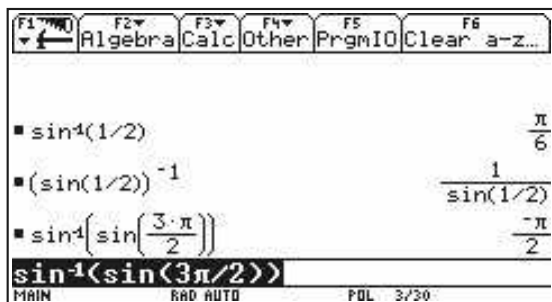 F1 F2 F3 F4 F5 F6
Algebra Calc Other PrgmIO Clear a-z…
▪ sin⁻¹(1/2) π/6
▪ (sin(1/2))⁻¹ 1/sin(1/2)
▪ sin⁻¹(sin(3·π/2)) -π/2
sin⁻¹(sin(3π/2))
MAIN RAD AUTO POL 3/30